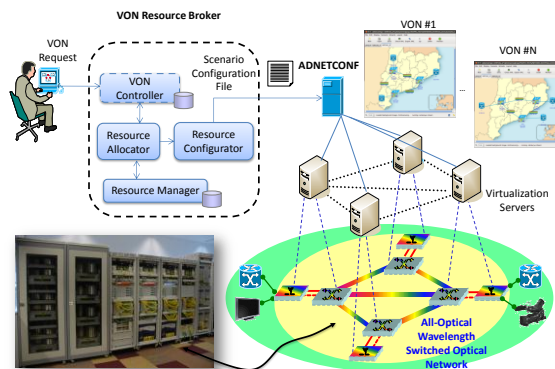 VON Resource Broker
VON
Request
VON
Controller
Scenario
Configuration
File
ADNETCONF
Resource
Allocator
Resource
Configurator
Resource Manager
VON #1
...
VON #N
Virtualization
Servers
All-Optical
Wavelength
Switched Optical
Network